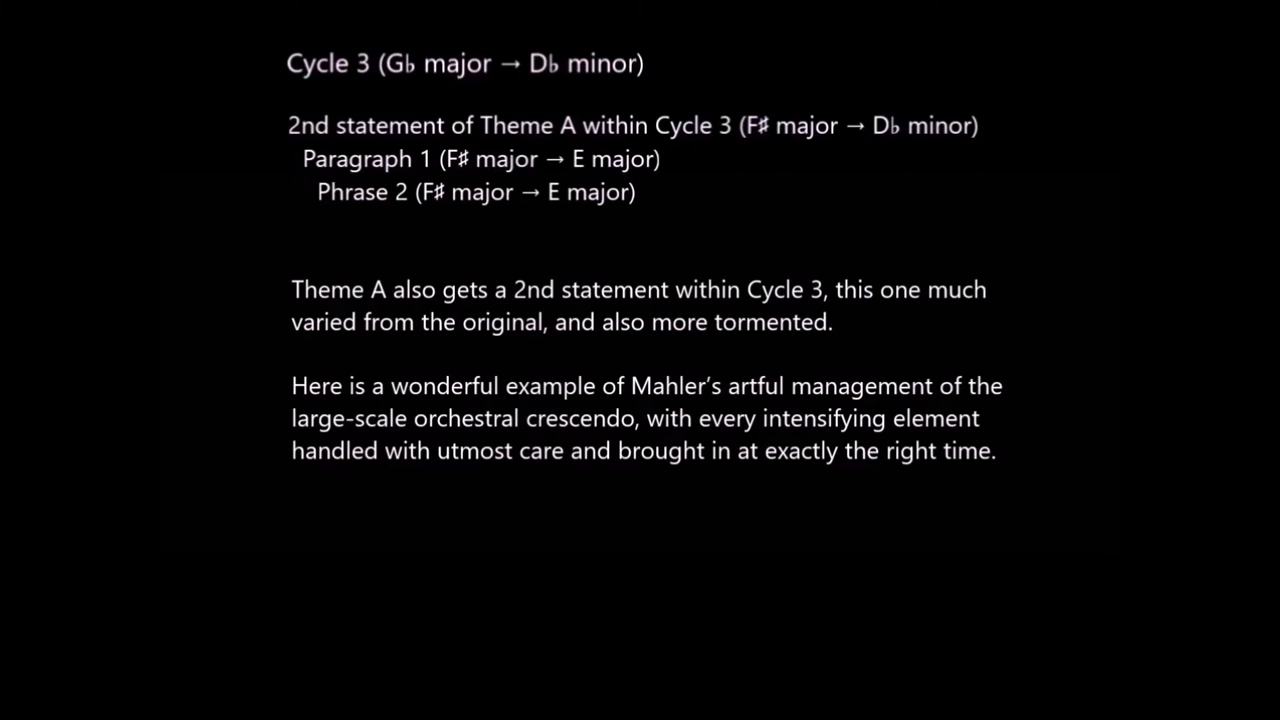 Cycle 3 (G♭ major → D♭ minor)
2nd statement of Theme A within Cycle 3 (F♯ major → D♭ minor)
Paragraph 1 (F♯ major → E major)
Phrase 2 (F♯ major → E major)
Theme A also gets a 2nd statement within Cycle 3, this one much
varied from the original, and also more tormented.
Here is a wonderful example of Mahler’s artful management of the
large-scale orchestral crescendo, with every intensifying element
handled with utmost care and brought in at exactly the right time.